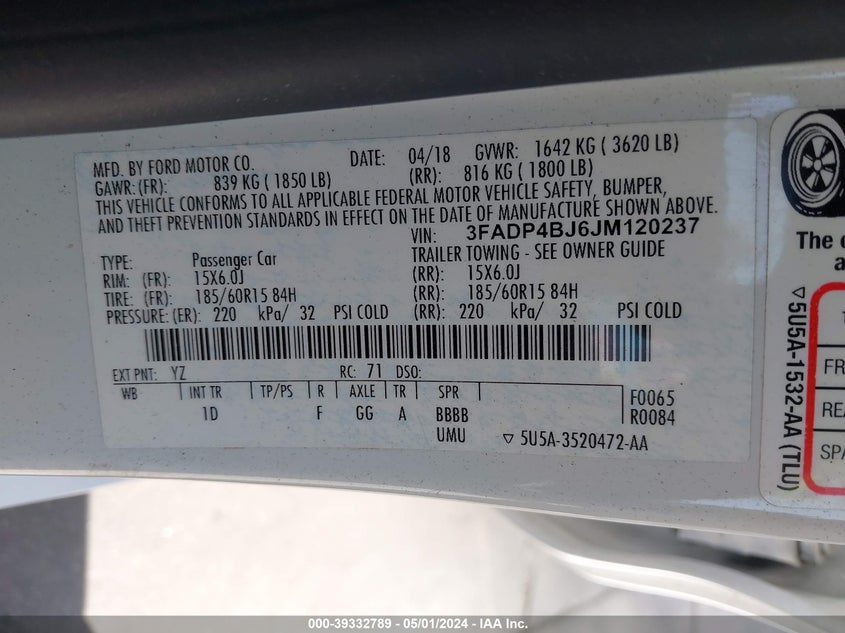 MFD. BY FORD MOTOR CO. DATE: 04/18 GVWR: 1642 KG ( 3620 LB)
GAWR:(FR): 839 KG ( 1850 LB) (RR): 816 KG ( 1800 LB)
THIS VEHICLE CONFORMS TO ALL APPLICABLE FEDERAL MOTOR VEHICLE SAFETY, BUMPER,
AND THEFT PREVENTION STANDARDS IN EFFECT ON THE DATE OF MANUFACTURE SHOWN ABOVE.
VIN: 3FADP4BJ6JM120237
TYPE: Passenger Car TRAILER TOWING - SEE OWNER GUIDE
RIM: (FR): 15X6.0J (RR): 15X6.0J
TIRE: (FR): 185/60R15 84H (RR): 185/60R15 84H
PRESSURE: (ER): 220 kPa/ 32 PSI COLD (RR): 220 kPa/ 32 PSI COLD
EXT PNT: YZ RC: 71 DSO:
WB INT TR TP/PS R AXLE TR SPR F0065
1D F GG A BBBB R0084
UMU ▽ 5U5A-3520472-AA
The
a
▽5U5A-1532-AA (TLU)
FR
REA
SPA
000-39332789 - 05/01/2024 - IAA Inc.